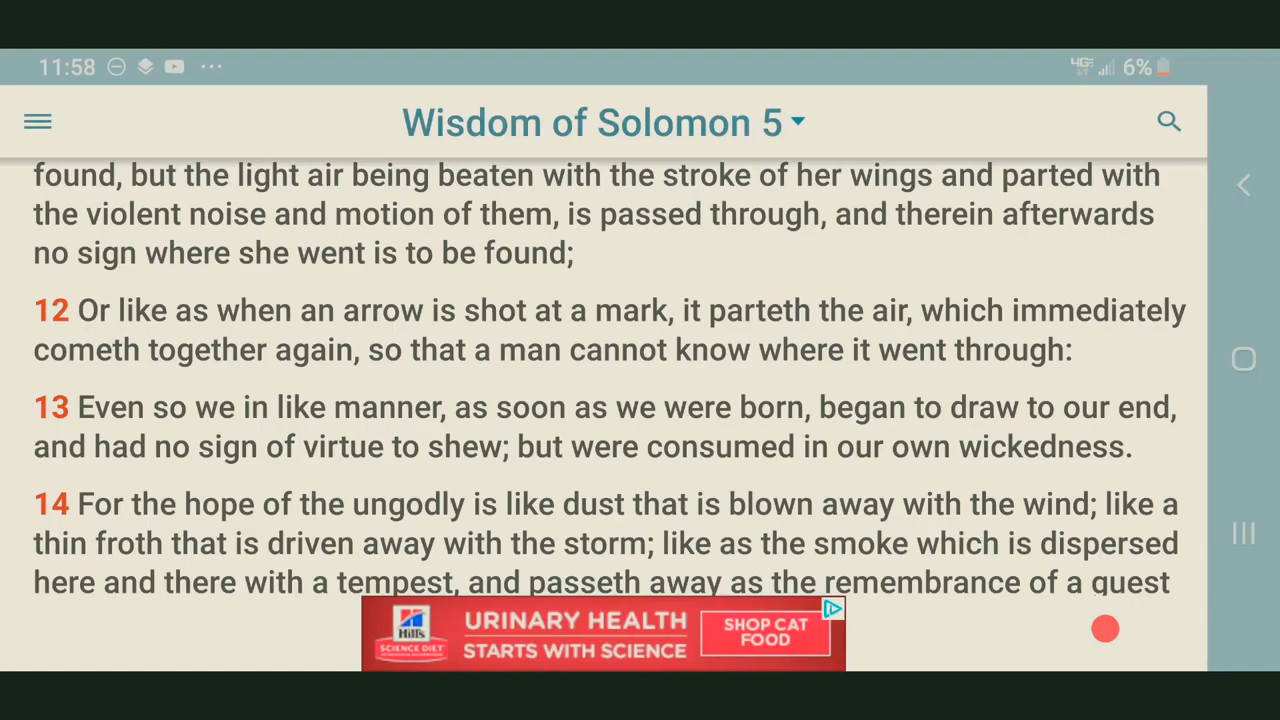 11:58
4GE 6%
Wisdom of Solomon 5
found, but the light air being beaten with the stroke of her wings and parted with
the violent noise and motion of them, is passed through, and therein afterwards
no sign where she went is to be found;
12 Or like as when an arrow is shot at a mark, it parteth the air, which immediately
cometh together again, so that a man cannot know where it went through:
13 Even so we in like manner, as soon as we were born, began to draw to our end,
and had no sign of virtue to shew; but were consumed in our own wickedness.
14 For the hope of the ungodly is like dust that is blown away with the wind; like a
thin froth that is driven away with the storm; like as the smoke which is dispersed
here and there with a tempest, and passeth away as the remembrance of a guest
Hill's
SCIENCE DIET
URINARY HEALTH
STARTS WITH SCIENCE
SHOP CAT
FOOD